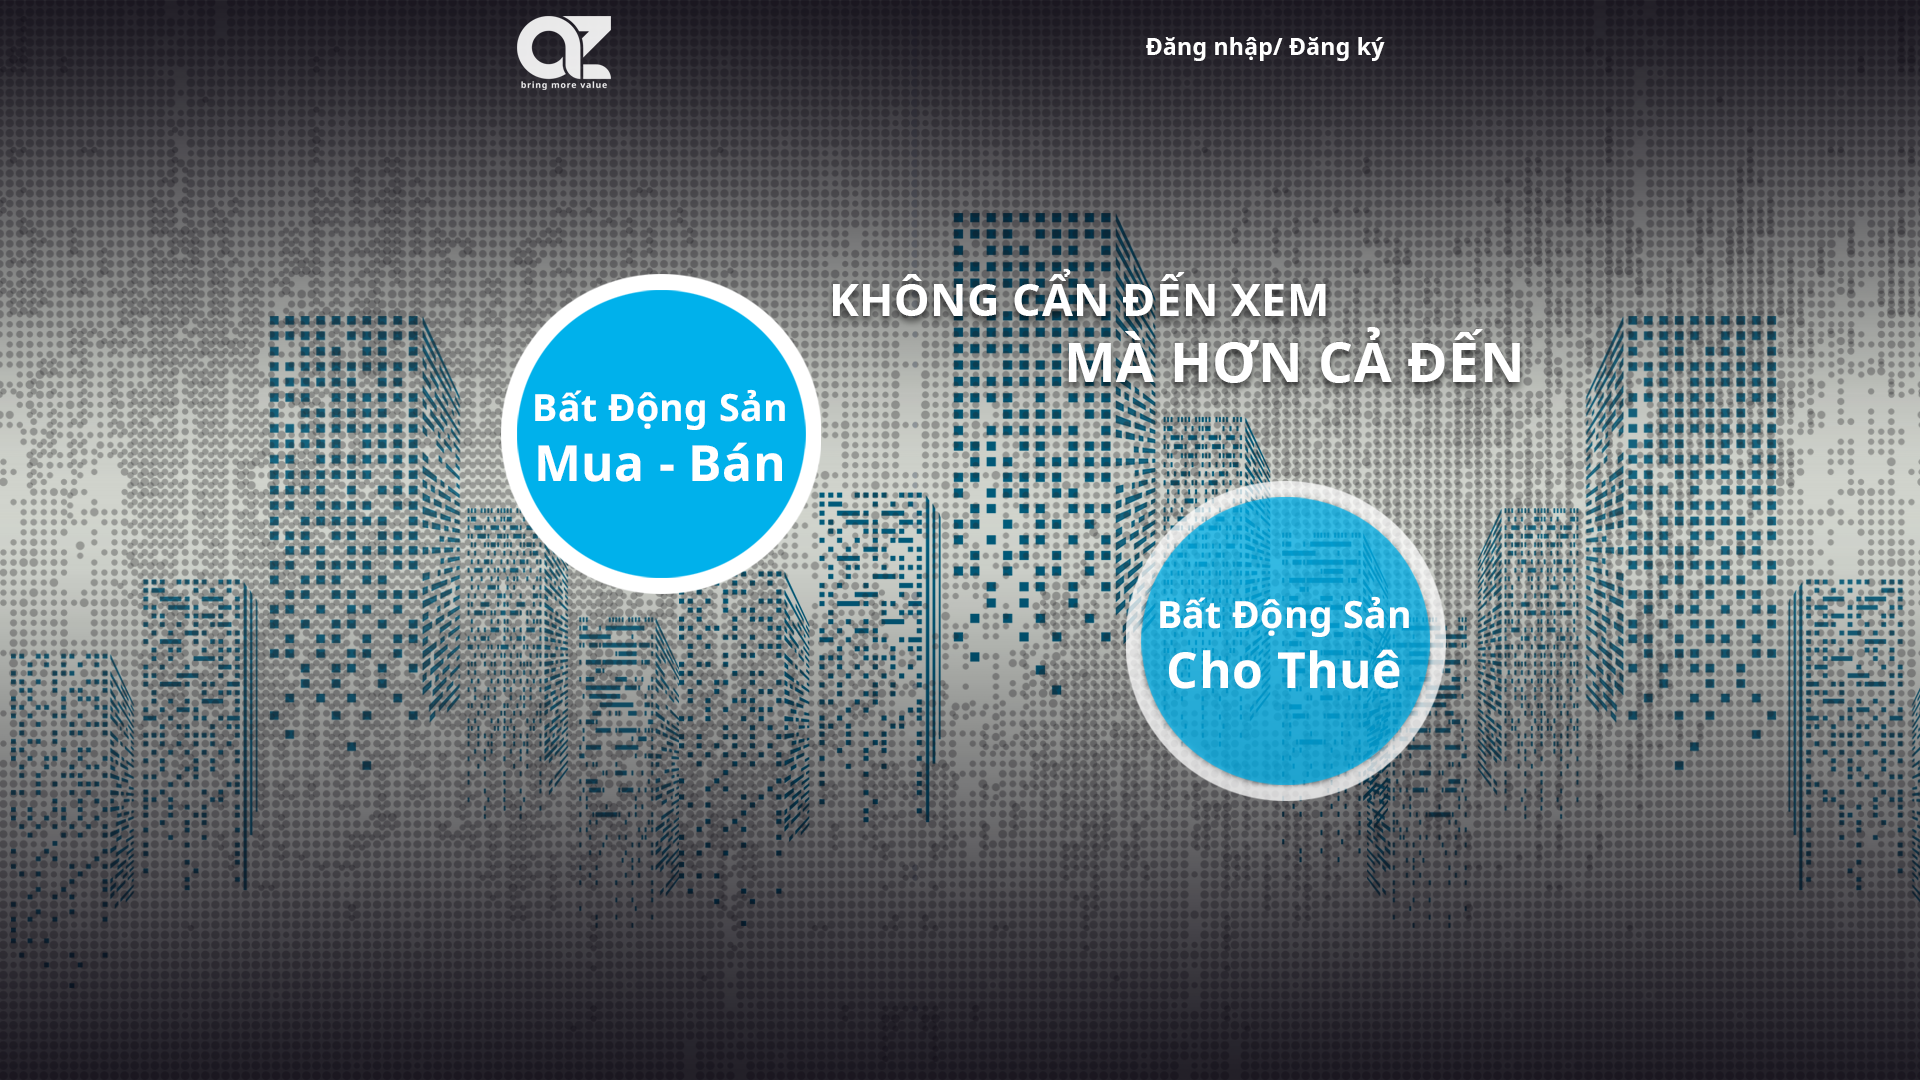 az
bring more value
Đăng nhập/ Đăng ký
KHÔNG CẨN ĐẾN XEM
MÀ HƠN CẢ ĐẾN
Bất Động Sản
Mua - Bán
Bất Động Sản
Cho Thuê